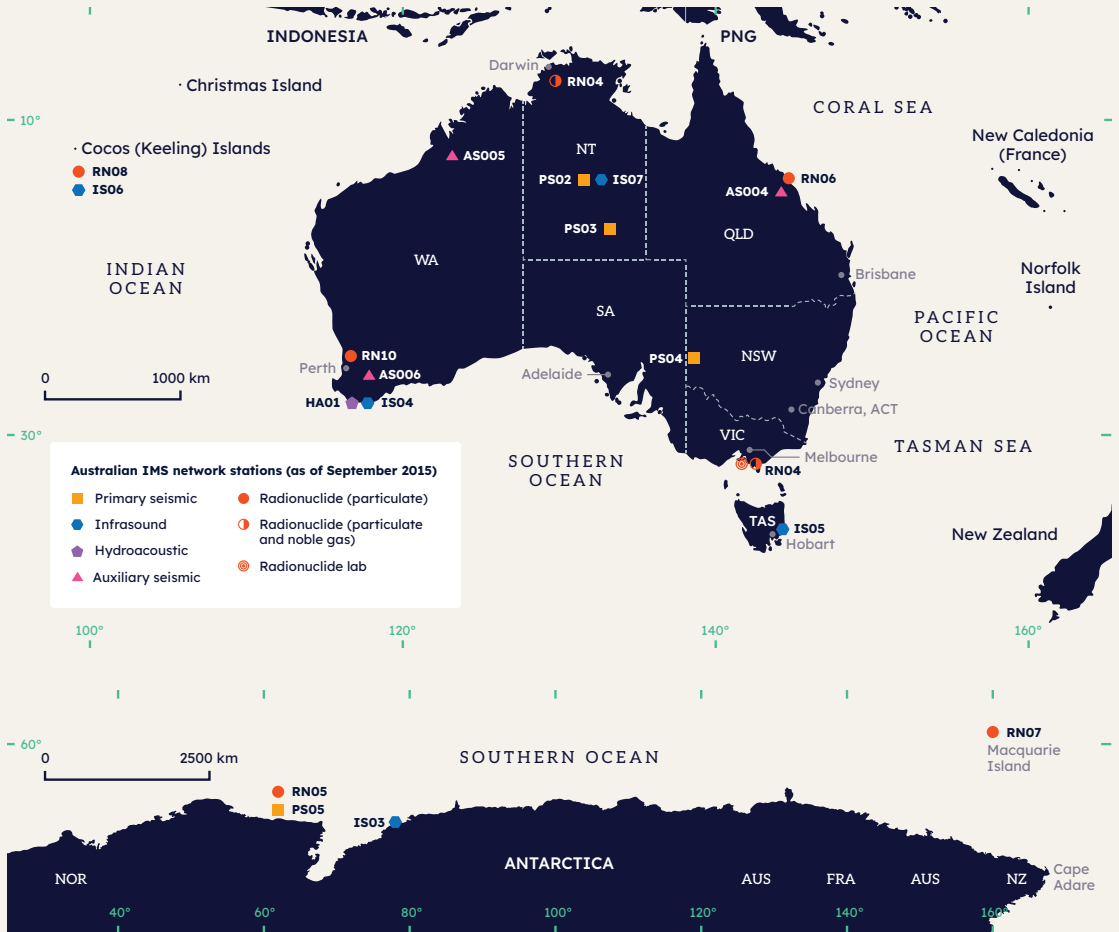 INDONESIA
PNG
Darwin
RN04
Christmas Island
CORAL SEA
10°
New Caledonia
(France)
Cocos (Keeling) Islands
RN08
IS06
AS005
NT
PS02
IS07
RN06
AS004
PS03
QLD
WA
INDIAN
OCEAN
Brisbane
Norfolk
Island
SA
PACIFIC
OCEAN
RN10
Perth
AS006
PS04
NSW
Adelaide
Sydney
0
1000 km
HA01
IS04
Canberra, ACT
30°
VIC
TASMAN SEA
Melbourne
RN04
SOUTHERN
OCEAN
Australian IMS network stations (as of September 2015)
Primary seismic
Infrasound
Hydroacoustic
Auxiliary seismic
Radionuclide (particulate)
Radionuclide (particulate
and noble gas)
Radionuclide lab
TAS
IS05
Hobart
New Zealand
100°
120°
140°
160°
60°
0
2500 km
SOUTHERN OCEAN
RN07
Macquarie
Island
RN05
PS05
IS03
ANTARCTICA
NOR
AUS
FRA
AUS
NZ
Cape
Adare
40°
60°
80°
100°
120°
140°
160°